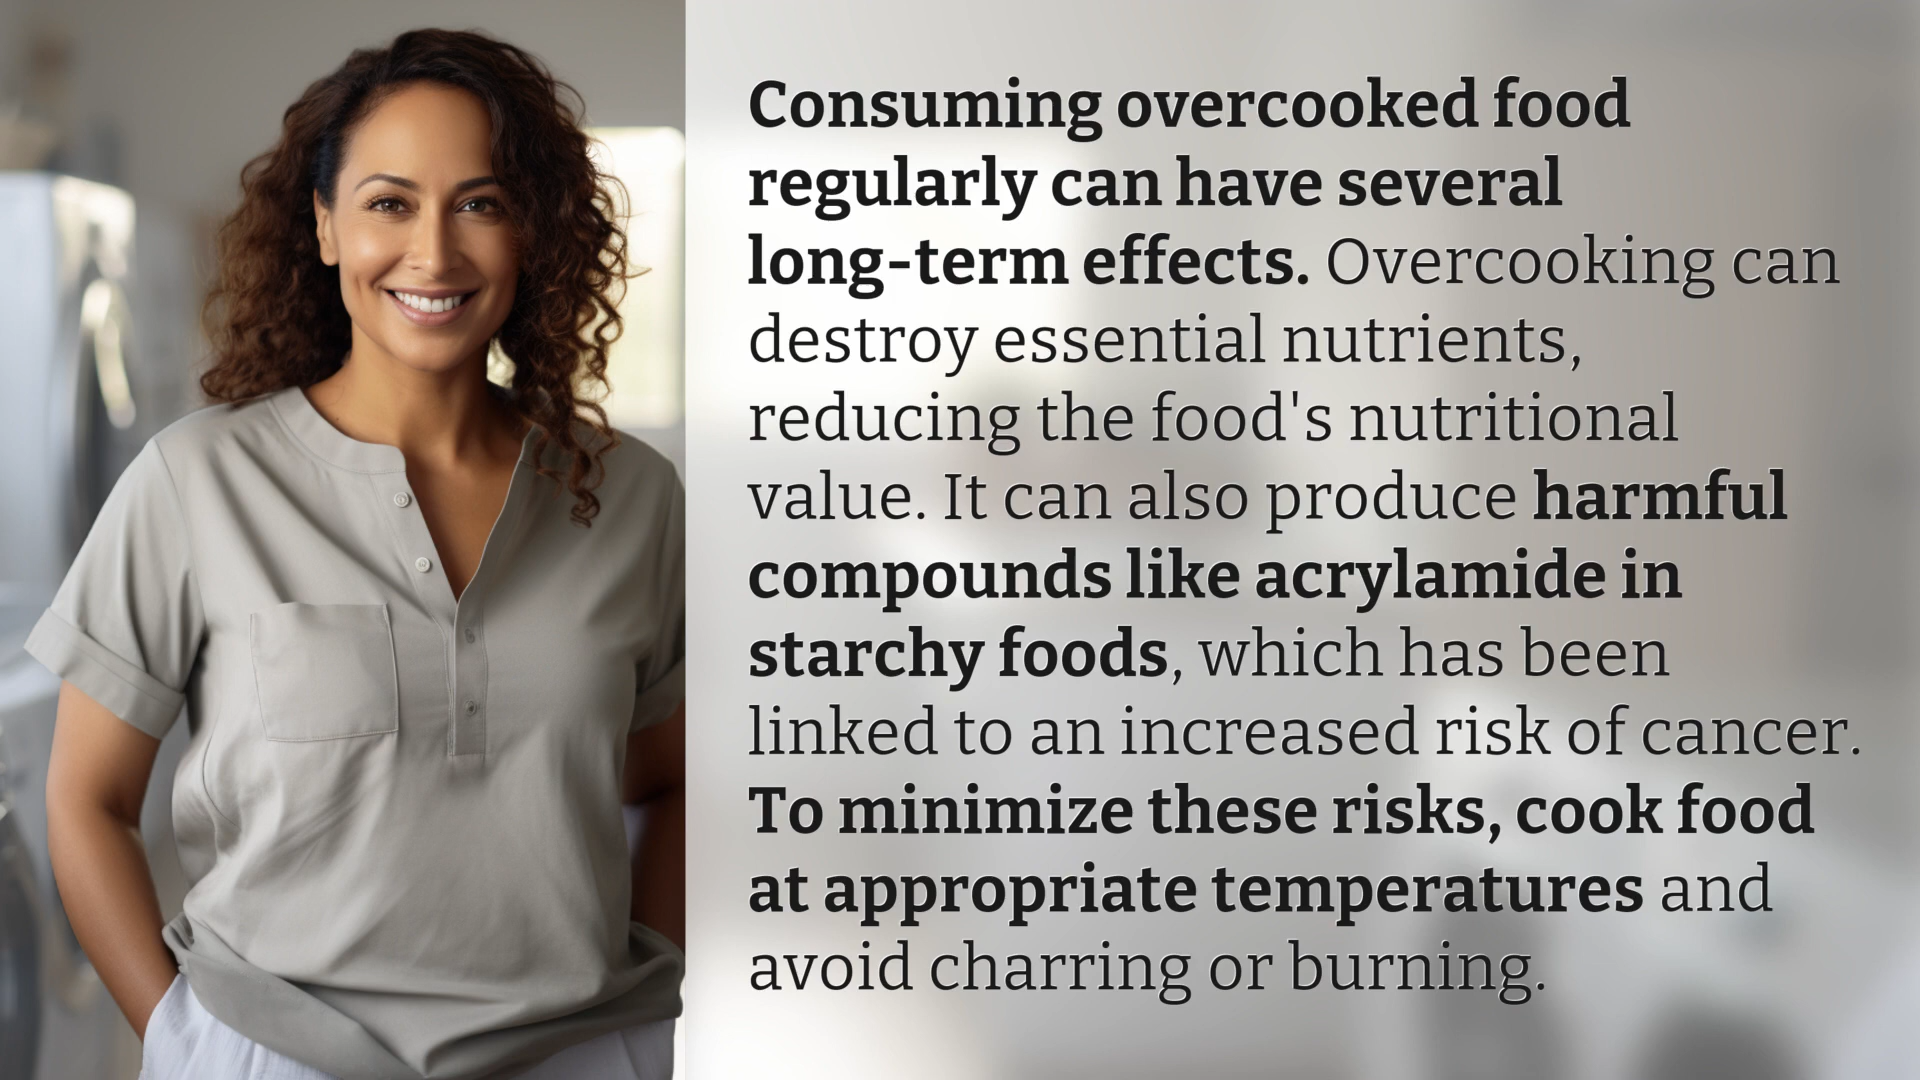 Consuming overcooked food
regularly can have several
long-term effects. Overcooking can
destroy essential nutrients,
reducing the food's nutritional
value. It can also produce harmful
compounds like acrylamide in
starchy foods, which has been
linked to an increased risk of cancer.
To minimize these risks, cook food
at appropriate temperatures and
avoid charring or burning.